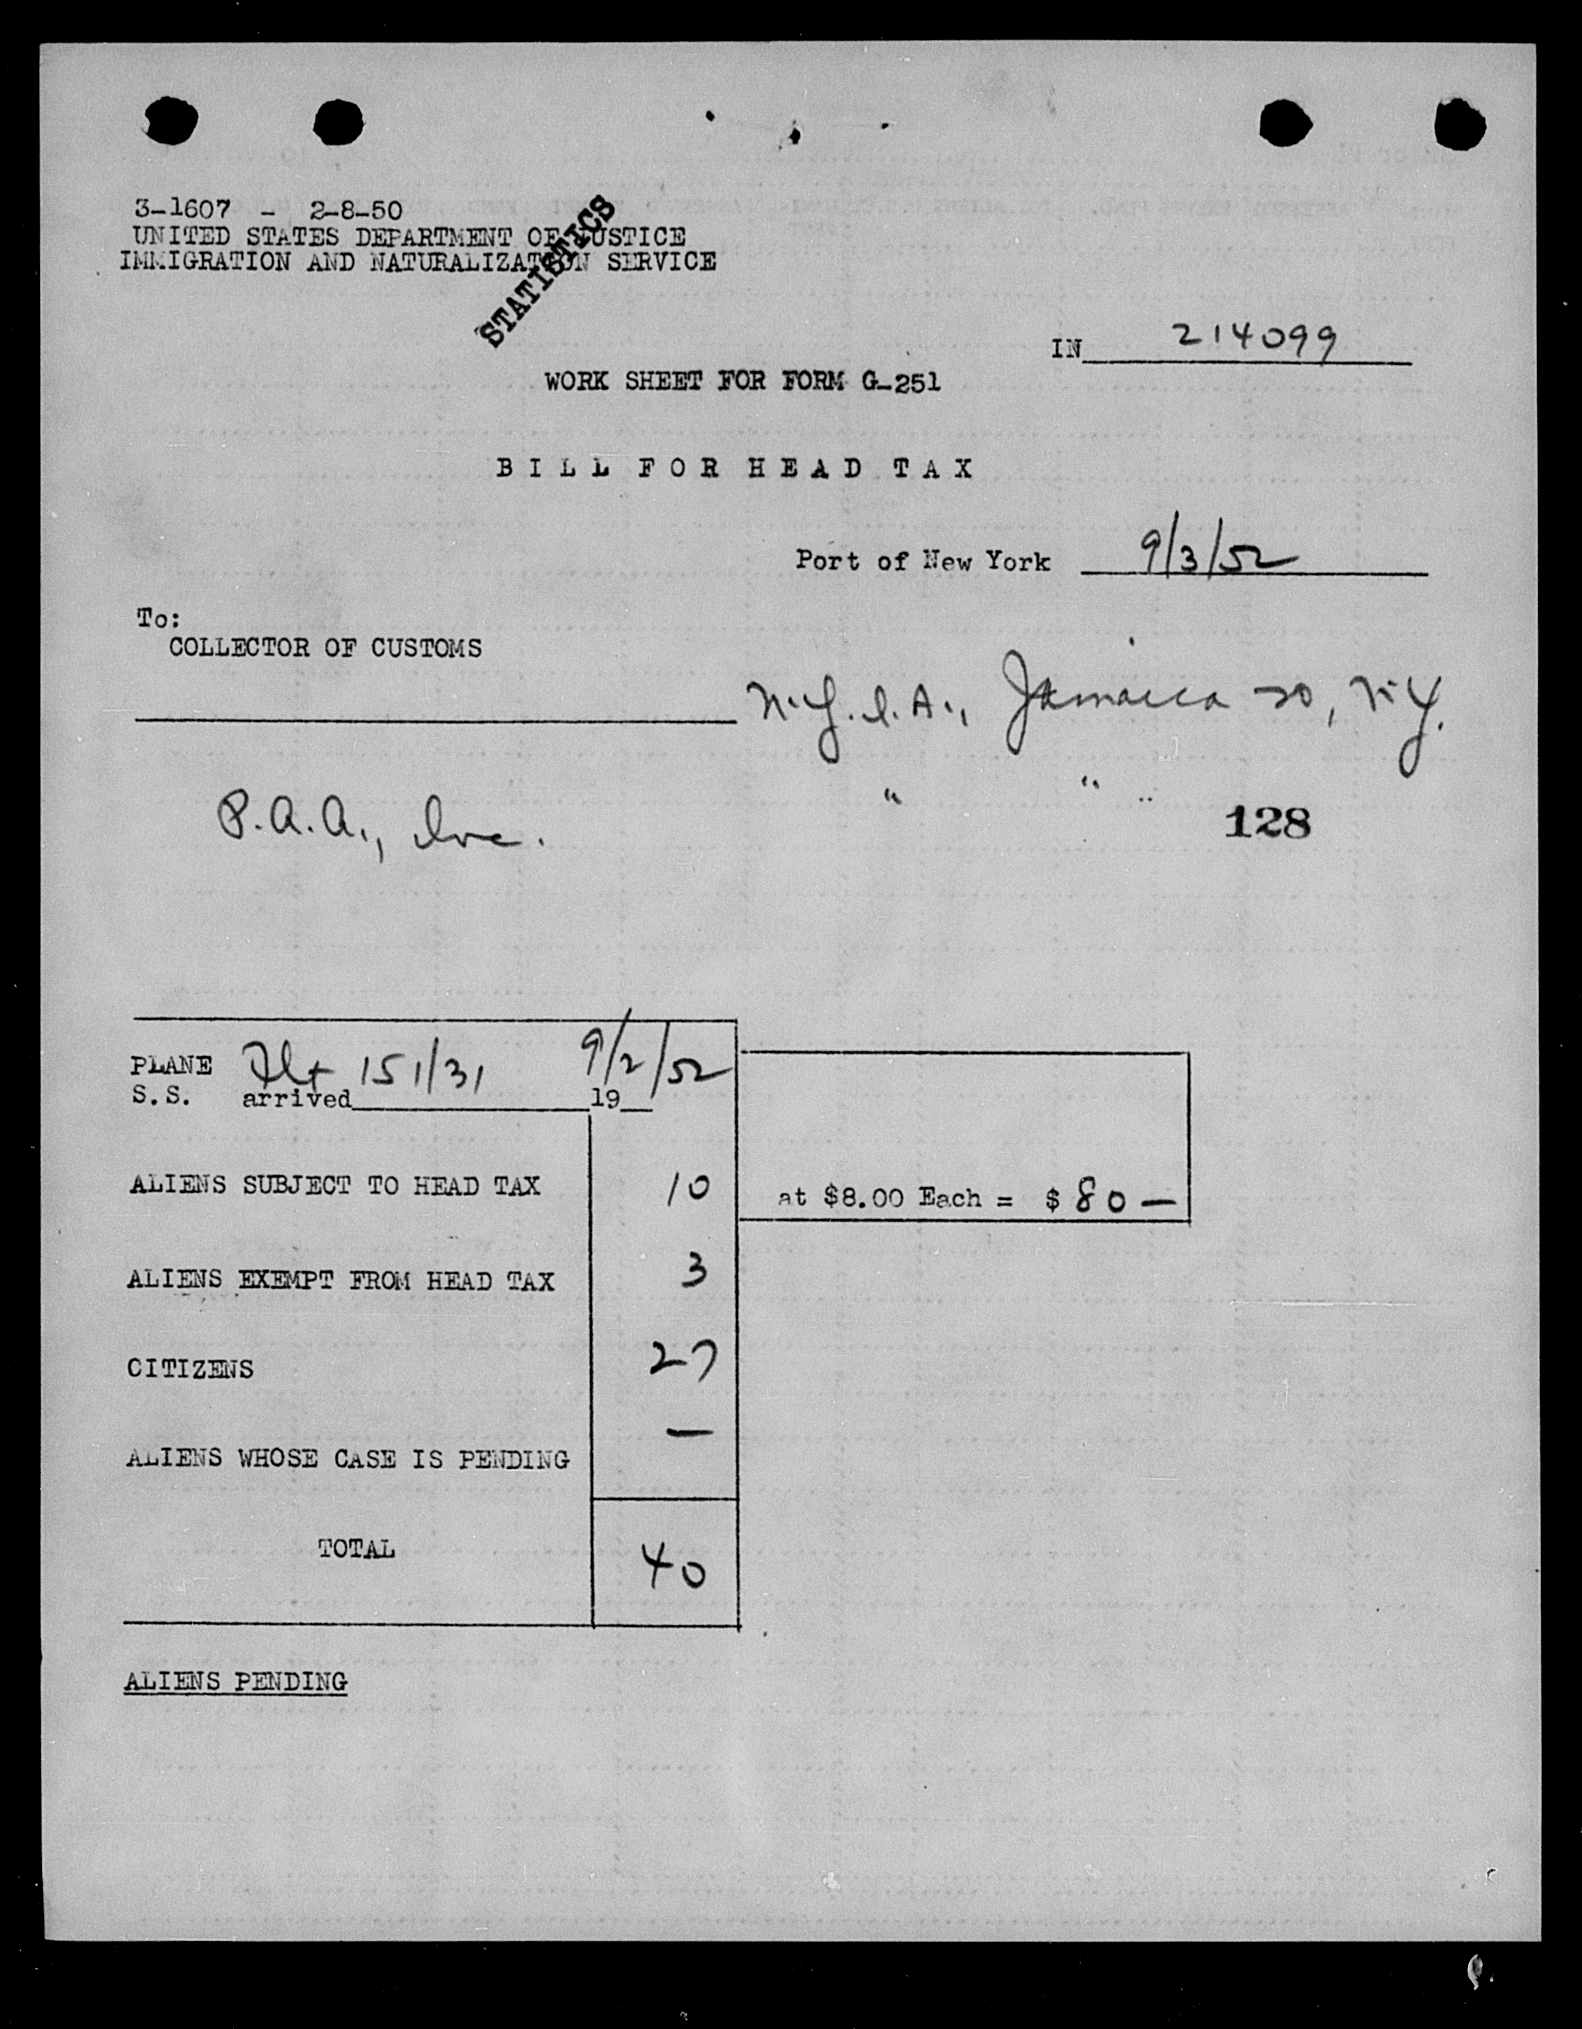 3-1607 - 2-8-50
UNITED STATES DEPARTMENT OF JUSTICE
IMMIGRATION AND NATURALIZATION SERVICE
STATISTICS
IN 214099
WORK SHEET FOR FORM G-251
BILL FOR HEAD TAX
Port of New York 9/3/52
To:
COLLECTOR OF CUSTOMS
N.Y.I.A., Jamaica 30, N.Y.
" "
P.A.A., Inc.
128
PLANE Flt 151/31 9/2/52
S.S. arrived 19
ALIENS SUBJECT TO HEAD TAX 10 at $8.00 Each = $ 80 —
ALIENS EXEMPT FROM HEAD TAX 3
CITIZENS 27
ALIENS WHOSE CASE IS PENDING —
TOTAL 40
ALIENS PENDING